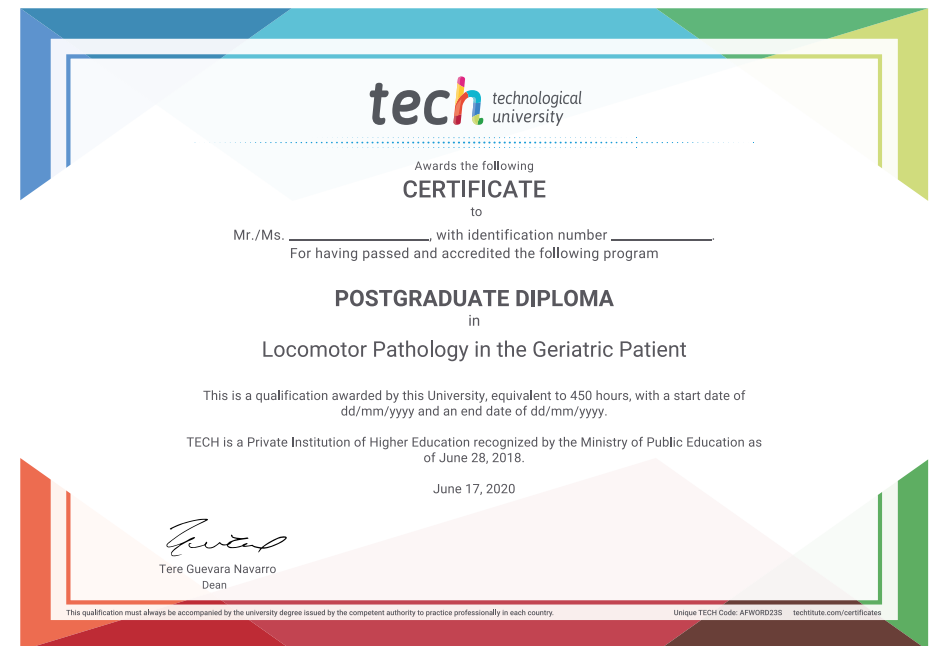 tech technological
university
Awards the following
CERTIFICATE
to
Mr./Ms. ____________________, with identification number ______________.
For having passed and accredited the following program
POSTGRADUATE DIPLOMA
in
Locomotor Pathology in the Geriatric Patient
This is a qualification awarded by this University, equivalent to 450 hours, with a start date of
dd/mm/yyyy and an end date of dd/mm/yyyy.
TECH is a Private Institution of Higher Education recognized by the Ministry of Public Education as
of June 28, 2018.
June 17, 2020
Tere Guevara Navarro
Dean
This qualification must always be accompanied by the university degree issued by the competent authority to practice professionally in each country.
Unique TECH Code: AFWORD23S techtitute.com/certificates